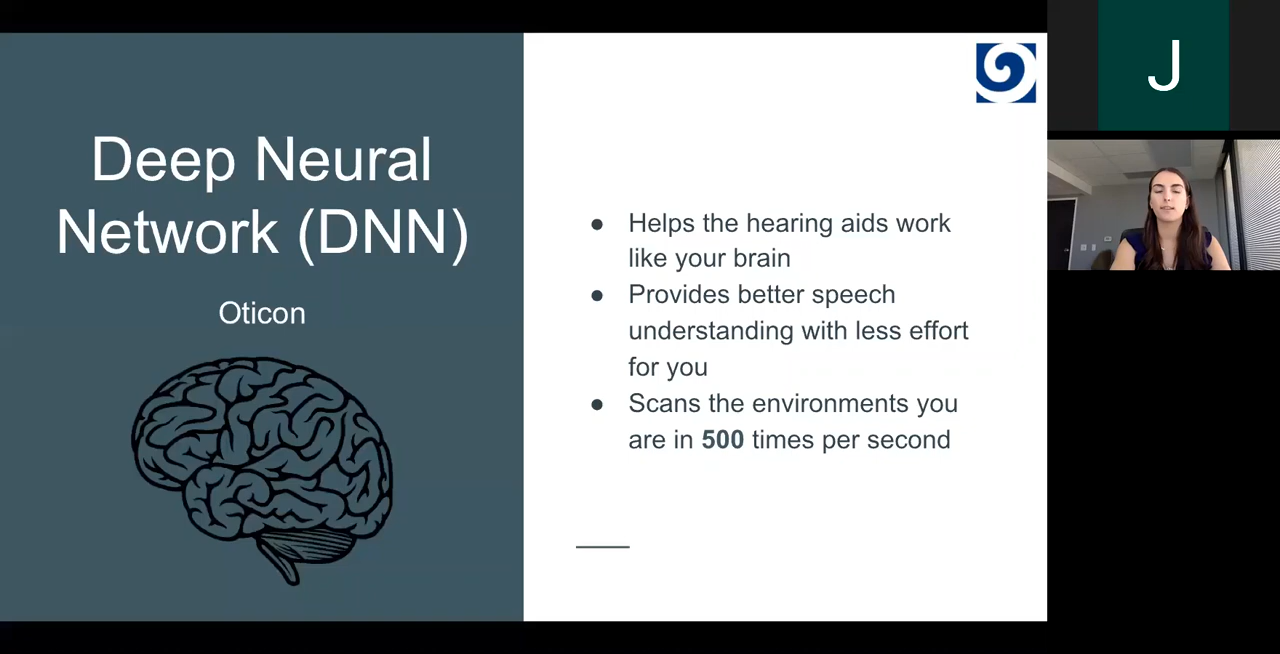 Deep Neural
Network (DNN)
Oticon
● Helps the hearing aids work
like your brain
● Provides better speech
understanding with less effort
for you
● Scans the environments you
are in 500 times per second
J